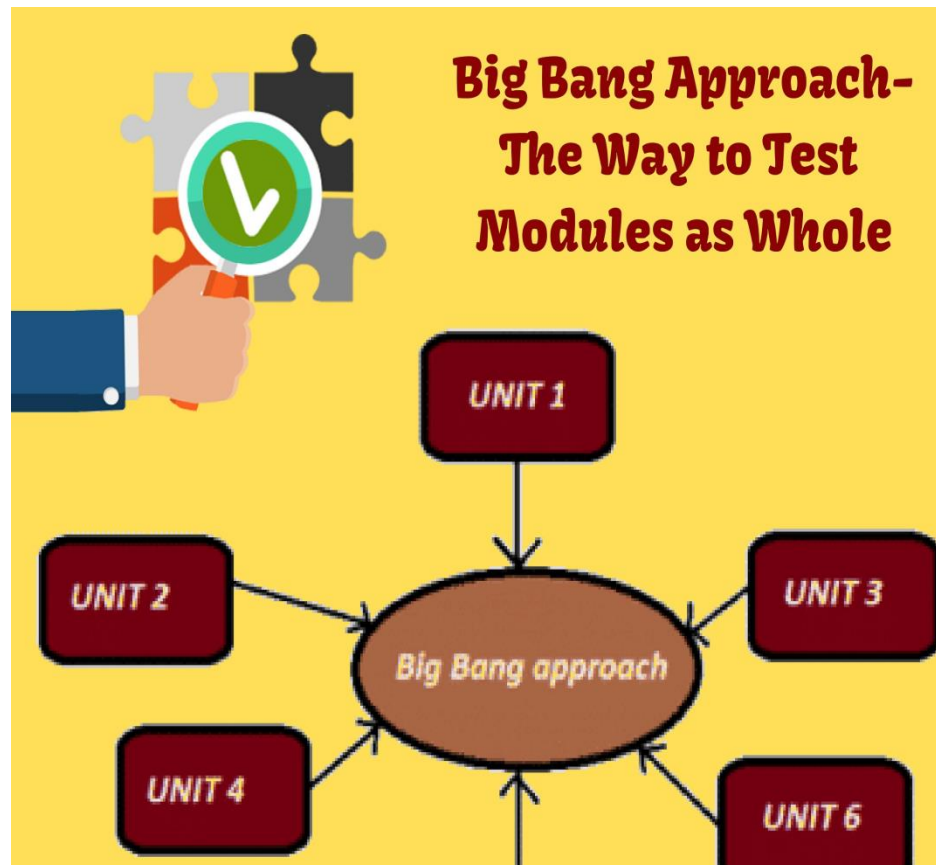 Big Bang Approach-
The Way to Test
Modules as Whole
UNIT 1
UNIT 2
UNIT 3
Big Bang approach
UNIT 4
UNIT 6